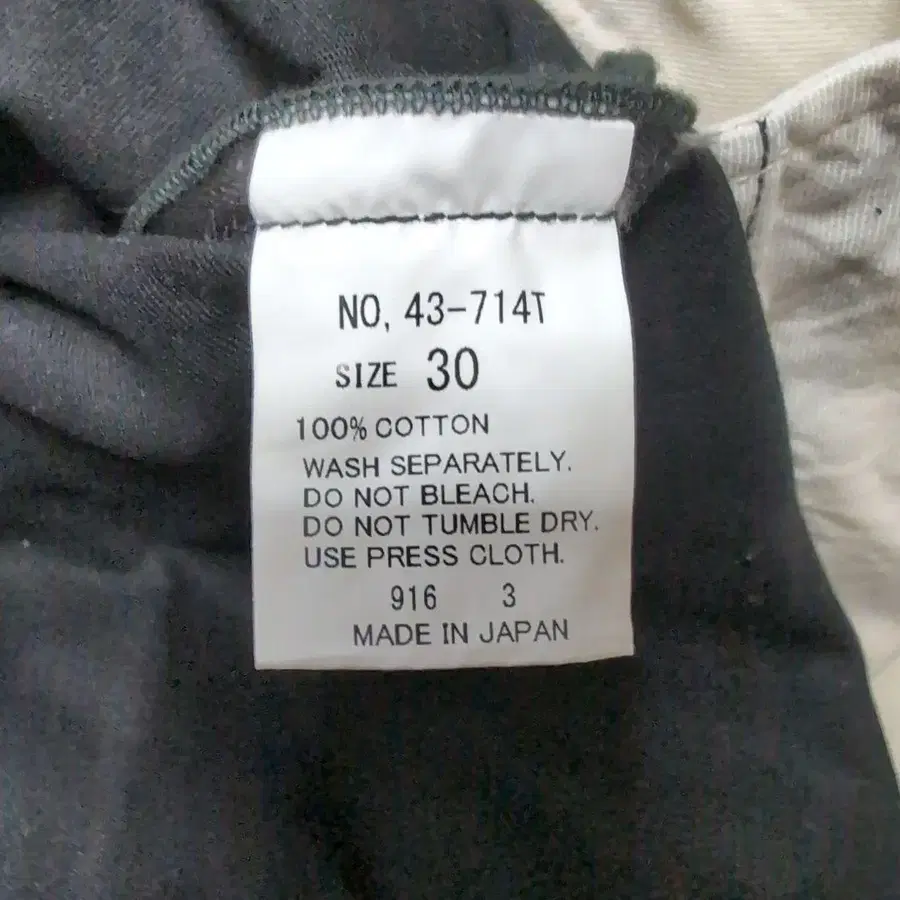 NO. 43-714T
SIZE 30
100% COTTON
WASH SEPARATELY.
DO NOT BLEACH.
DO NOT TUMBLE DRY.
USE PRESS CLOTH.
916 3
MADE IN JAPAN